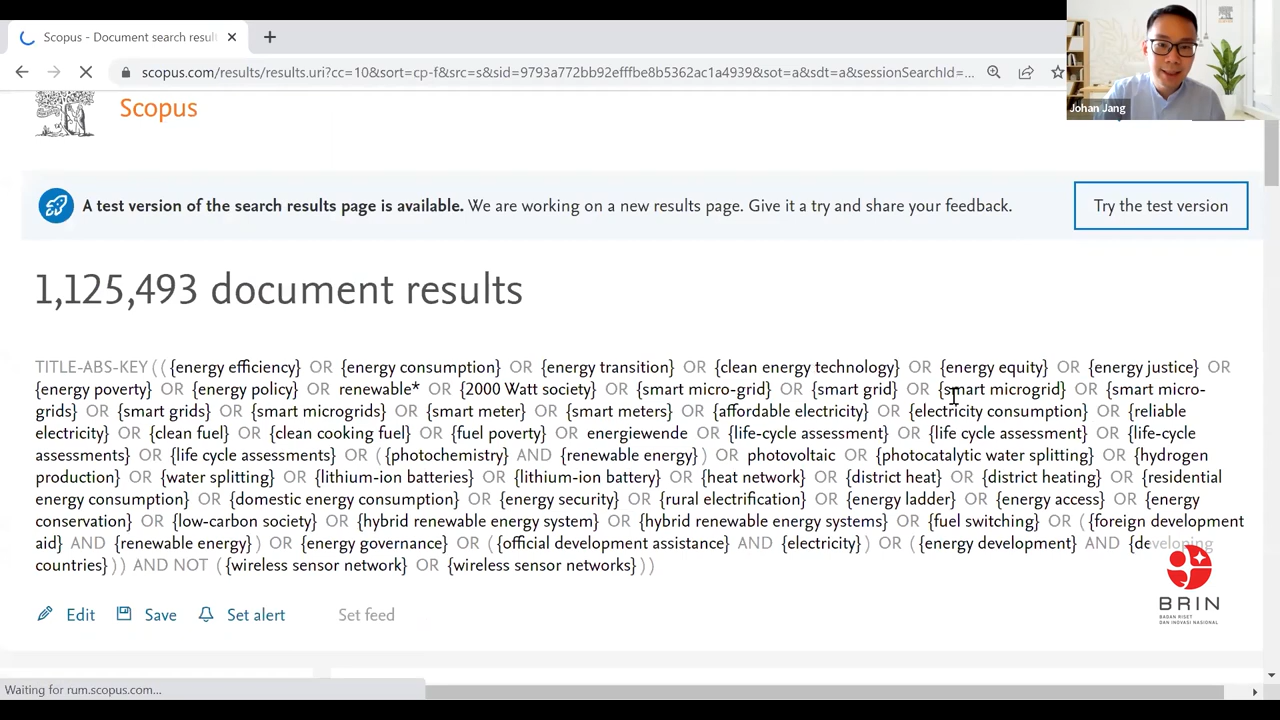 Scopus - Document search resul
scopus.com/results/results.uri?cc=10&sort=cp-f&src=s&sid=9793a772bb92efffbe8b5362ac1a4939&sot=a&sdt=a&sessionSearchId=...
Johan Jang
Scopus
A test version of the search results page is available. We are working on a new results page. Give it a try and share your feedback.
Try the test version
1,125,493 document results
TITLE-ABS-KEY ( ( {energy efficiency} OR {energy consumption} OR {energy transition} OR {clean energy technology} OR {energy equity} OR {energy justice} OR
{energy poverty} OR {energy policy} OR renewable* OR {2000 Watt society} OR {smart micro-grid} OR {smart grid} OR {smart microgrid} OR {smart micro-
grids} OR {smart grids} OR {smart microgrids} OR {smart meter} OR {smart meters} OR {affordable electricity} OR {electricity consumption} OR {reliable
electricity} OR {clean fuel} OR {clean cooking fuel} OR {fuel poverty} OR energiewende OR {life-cycle assessment} OR {life cycle assessment} OR {life-cycle
assessments} OR {life cycle assessments} OR ( {photochemistry} AND {renewable energy} ) OR photovoltaic OR {photocatalytic water splitting} OR {hydrogen
production} OR {water splitting} OR {lithium-ion batteries} OR {lithium-ion battery} OR {heat network} OR {district heat} OR {district heating} OR {residential
energy consumption} OR {domestic energy consumption} OR {energy security} OR {rural electrification} OR {energy ladder} OR {energy access} OR {energy
conservation} OR {low-carbon society} OR {hybrid renewable energy system} OR {hybrid renewable energy systems} OR {fuel switching} OR ( {foreign development
aid} AND {renewable energy} ) OR {energy governance} OR ( {official development assistance} AND {electricity} ) OR ( {energy development} AND {developing
countries} ) ) AND NOT ( {wireless sensor network} OR {wireless sensor networks} ) )
Edit Save Set alert Set feed
BRIN
BADAN RISET
DAN INOVASI NASIONAL
Waiting for rum.scopus.com...